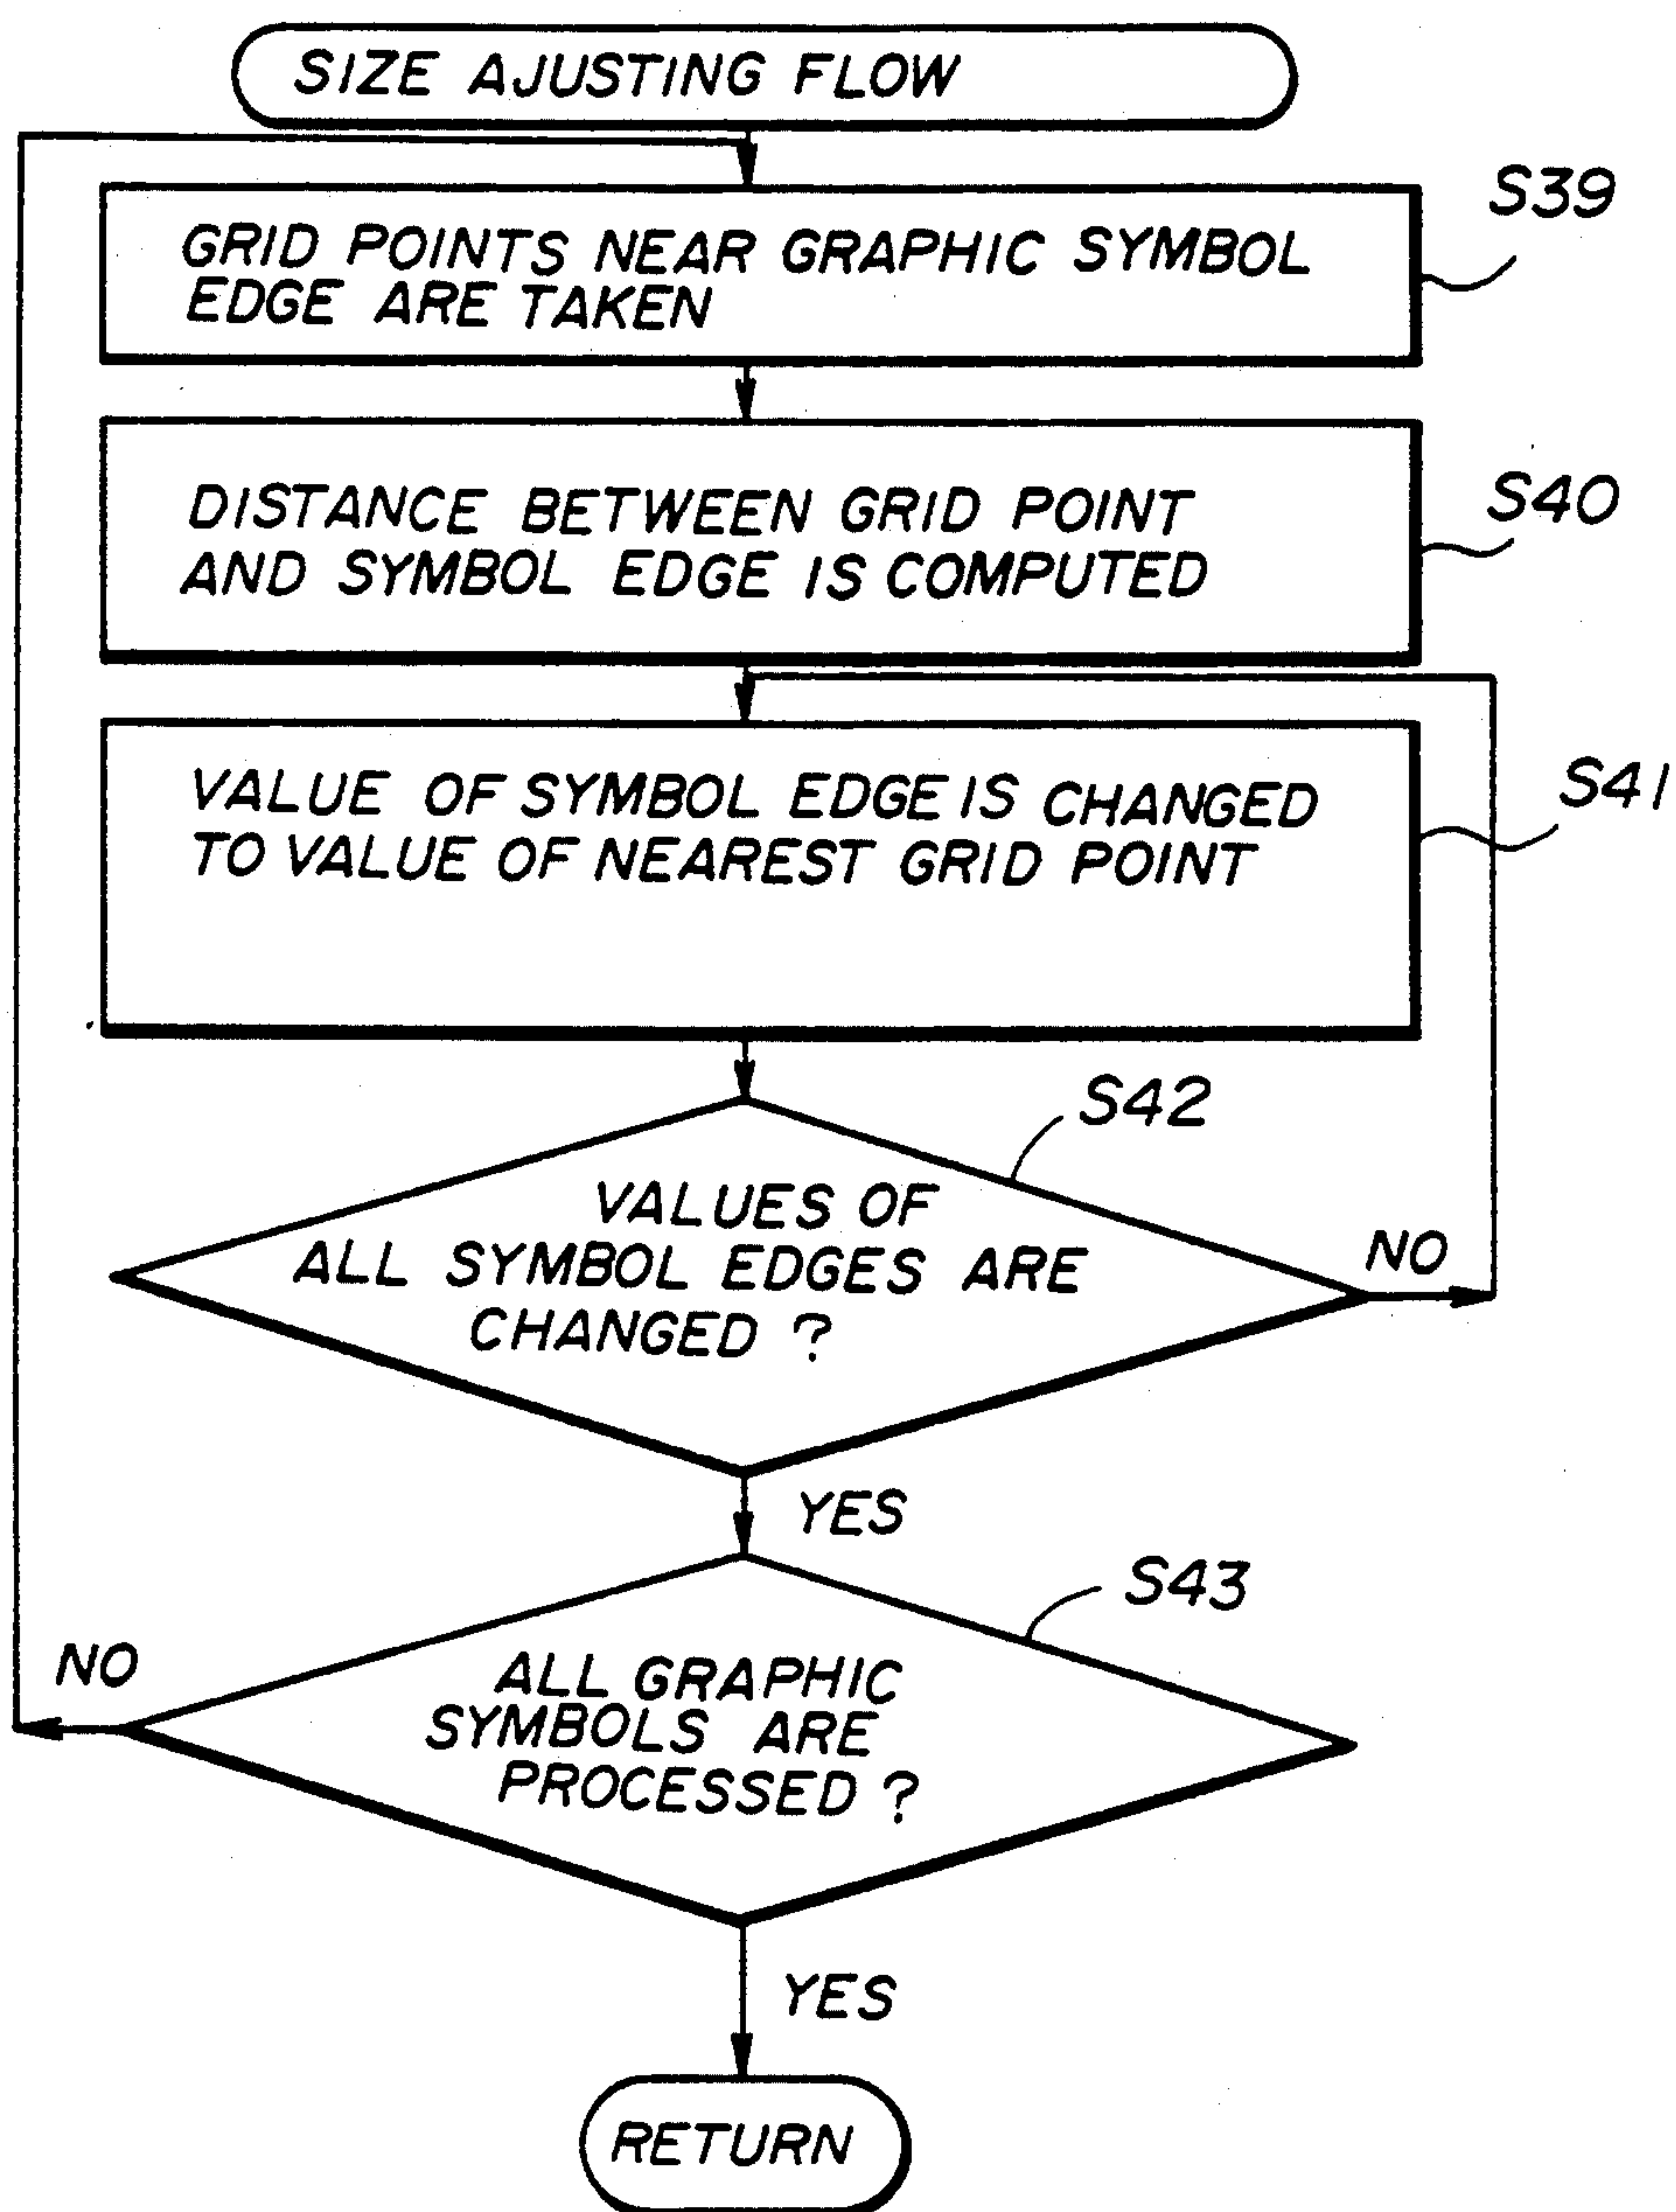 SIZE AJUSTING FLOW
S39
GRID POINTS NEAR GRAPHIC SYMBOL
EDGE ARE TAKEN
S40
DISTANCE BETWEEN GRID POINT
AND SYMBOL EDGE IS COMPUTED
S41
VALUE OF SYMBOL EDGE IS CHANGED
TO VALUE OF NEAREST GRID POINT
S42
VALUES OF
ALL SYMBOL EDGES ARE
CHANGED ?
NO
YES
S43
ALL GRAPHIC
SYMBOLS ARE
PROCESSED ?
NO
YES
RETURN